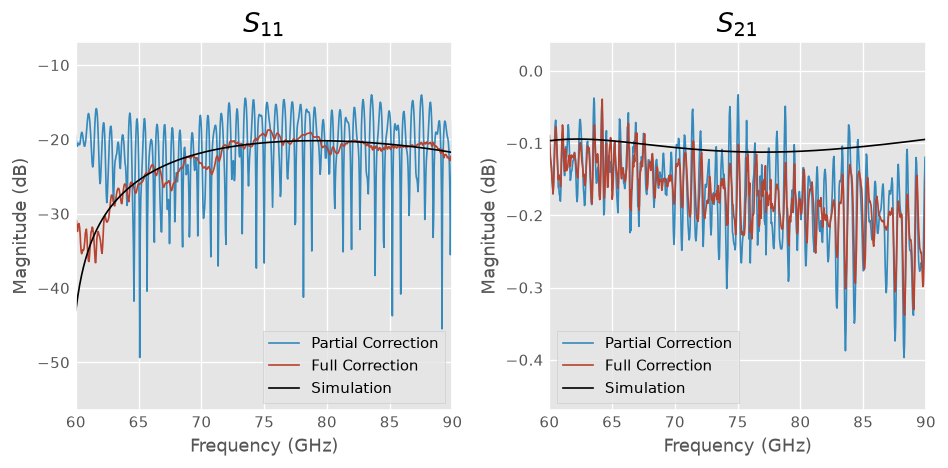 S11
S21
Magnitude (dB)
−10
−20
−30
−40
−50
Partial Correction
Full Correction
Simulation
60 65 70 75 80 85 90
Frequency (GHz)
Magnitude (dB)
0.0
−0.1
−0.2
−0.3
−0.4
Partial Correction
Full Correction
Simulation
60 65 70 75 80 85 90
Frequency (GHz)